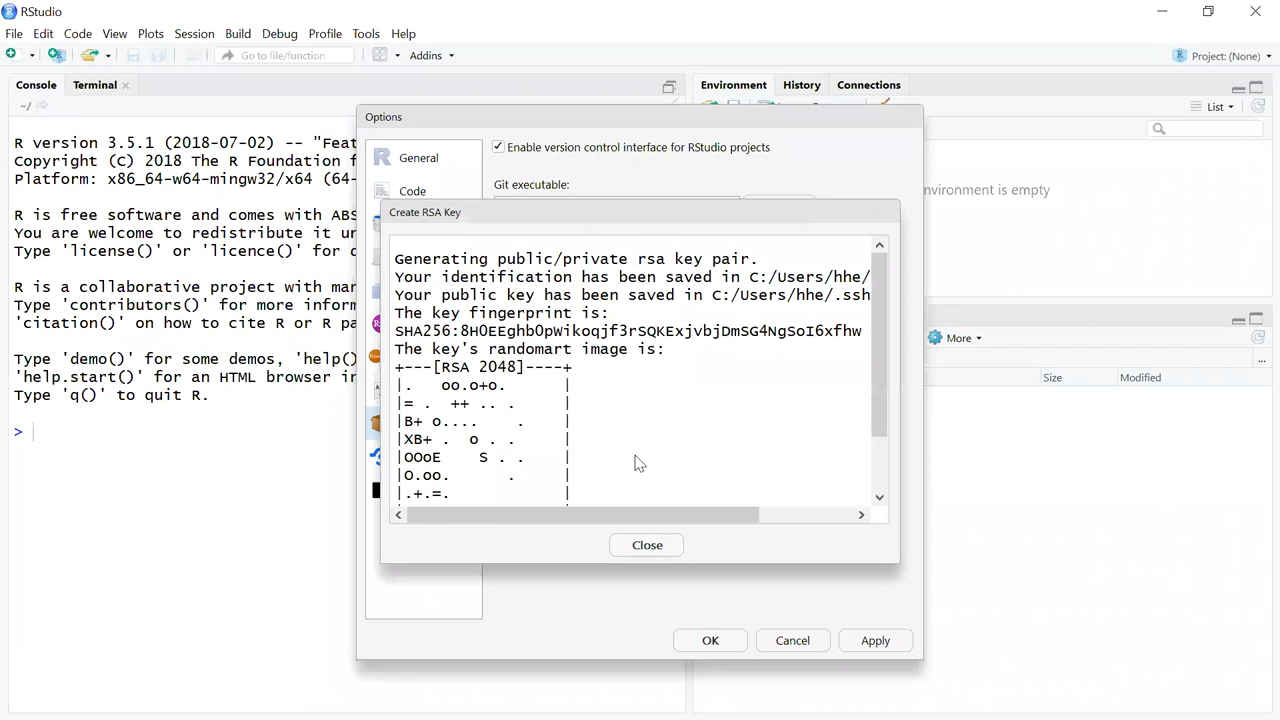 RStudio
File Edit Code View Plots Session Build Debug Profile Tools Help
Go to file/function Addins Project: (None)
Console Terminal
~/
R version 3.5.1 (2018-07-02) -- "Feat
Copyright (C) 2018 The R Foundation f
Platform: x86_64-w64-mingw32/x64 (64-
R is free software and comes with ABS
You are welcome to redistribute it un
Type 'license()' or 'licence()' for d
R is a collaborative project with man
Type 'contributors()' for more inform
'citation()' on how to cite R or R pa
Type 'demo()' for some demos, 'help()
'help.start()' for an HTML browser in
Type 'q()' to quit R.
>
Environment History Connections
List
nvironment is empty
More
...
Size Modified
Options
General
Code
Enable version control interface for RStudio projects
Git executable:
Create RSA Key
Generating public/private rsa key pair.
Your identification has been saved in C:/Users/hhe/
Your public key has been saved in C:/Users/hhe/.ssh
The key fingerprint is:
SHA256:8H0EEghbOpWikoqjf3rSQKExjvbjDmSG4NgSoI6xfhw
The key's randomart image is:
+---[RSA 2048]----+
|.   oo.o+o.      |
|= .  ++ .. .     |
|B+ o....    .    |
|XB+ .  o . .     |
|OOoE    S . .    |
|O.oo.      .     |
|.+.=.            |
Close
OK Cancel Apply